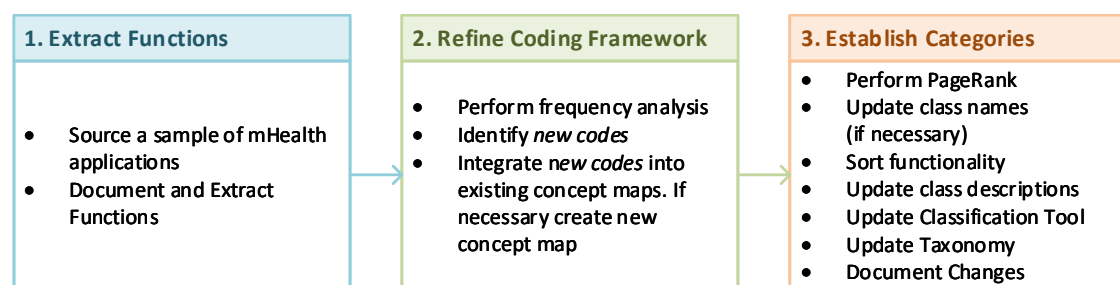 1. Extract Functions
• Source a sample of mHealth
applications
• Document and Extract
Functions
2. Refine Coding Framework
• Perform frequency analysis
• Identify new codes
• Integrate new codes into
existing concept maps. If
necessary create new
concept map
3. Establish Categories
• Perform PageRank
• Update class names
(if necessary)
• Sort functionality
• Update class descriptions
• Update Classification Tool
• Update Taxonomy
• Document Changes